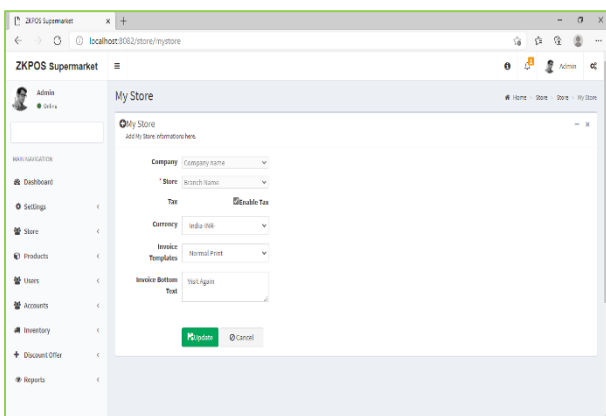 ZKPOS Supermarket
localhost:8082/store/mystore
ZKPOS Supermarket
Admin
Admin
Online
My Store
Home > Store > Store > My Store
My Store
Add My Store Informations here.
MAIN NAVIGATION
Dashboard
Settings
Store
Products
Users
Accounts
Inventory
Discount Offer
Reports
Company Company name
* Store Branch Name
Tax Enable Tax
Currency India-INR
Invoice
Templates Normal Print
Invoice Bottom
Text Visit Again
Update Cancel